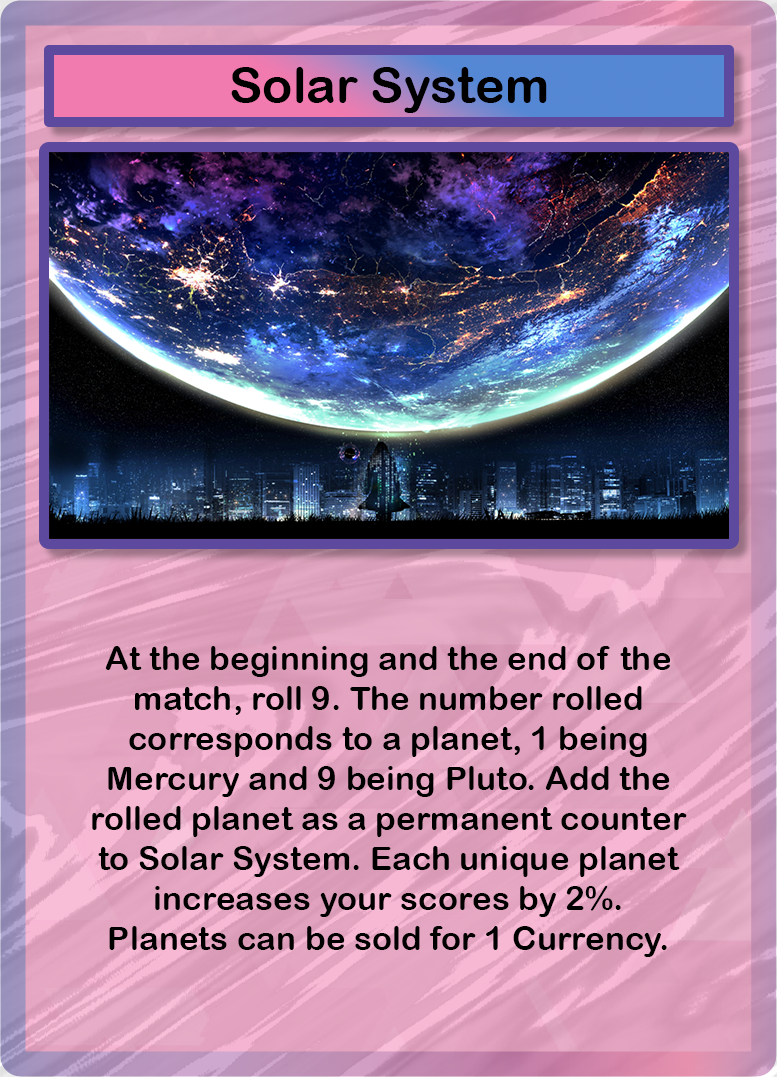 Solar System
At the beginning and the end of the
match, roll 9. The number rolled
corresponds to a planet, 1 being
Mercury and 9 being Pluto. Add the
rolled planet as a permanent counter
to Solar System. Each unique planet
increases your scores by 2%.
Planets can be sold for 1 Currency.